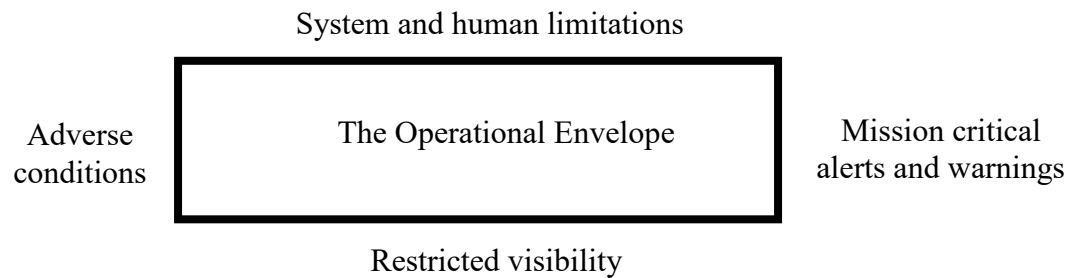 System and human limitations
Adverse
conditions
The Operational Envelope
Mission critical
alerts and warnings
Restricted visibility